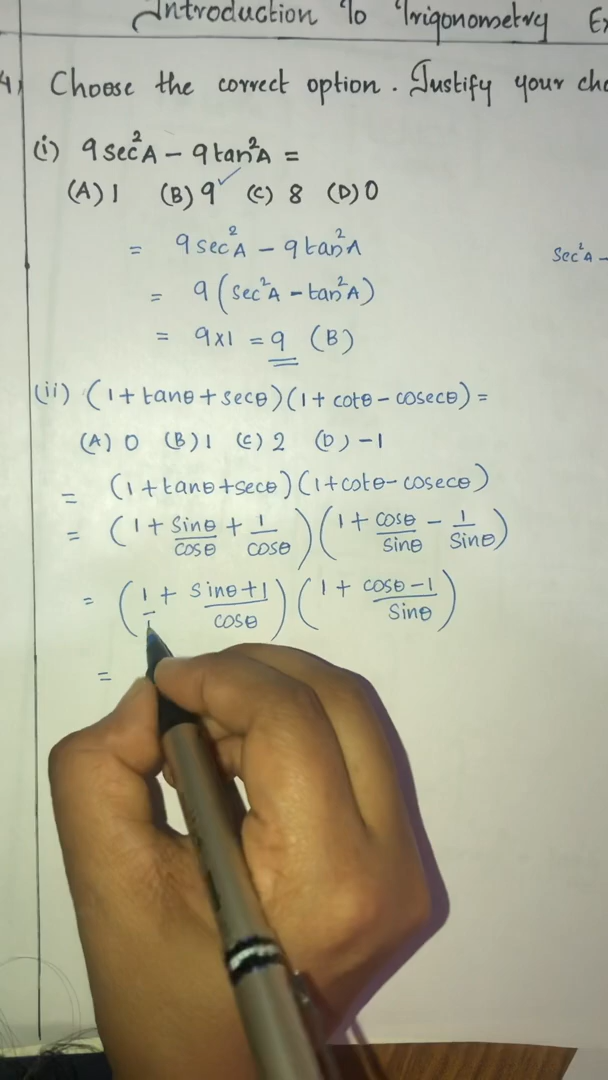 Introduction To Trigonometry
4) Choose the correct option. Justify your
(i) 9 sec²A – 9 tan²A =
(A) 1 (B) 9 ✓ (C) 8 (D) 0
= 9 sec²A – 9 tan²A
sec²A –
= 9 (sec²A – tan²A)
= 9×1 = 9 (B)
(ii) (1 + tanθ + secθ)(1 + cotθ – cosecθ) =
(A) 0 (B) 1 (C) 2 (D) –1
= (1 + tanθ + secθ)(1 + cotθ – cosecθ)
= (1 + sinθ/cosθ + 1/cosθ)(1 + cosθ/sinθ – 1/sinθ)
= (1/1 + sinθ+1/cosθ)(1 + cosθ–1/sinθ)
=